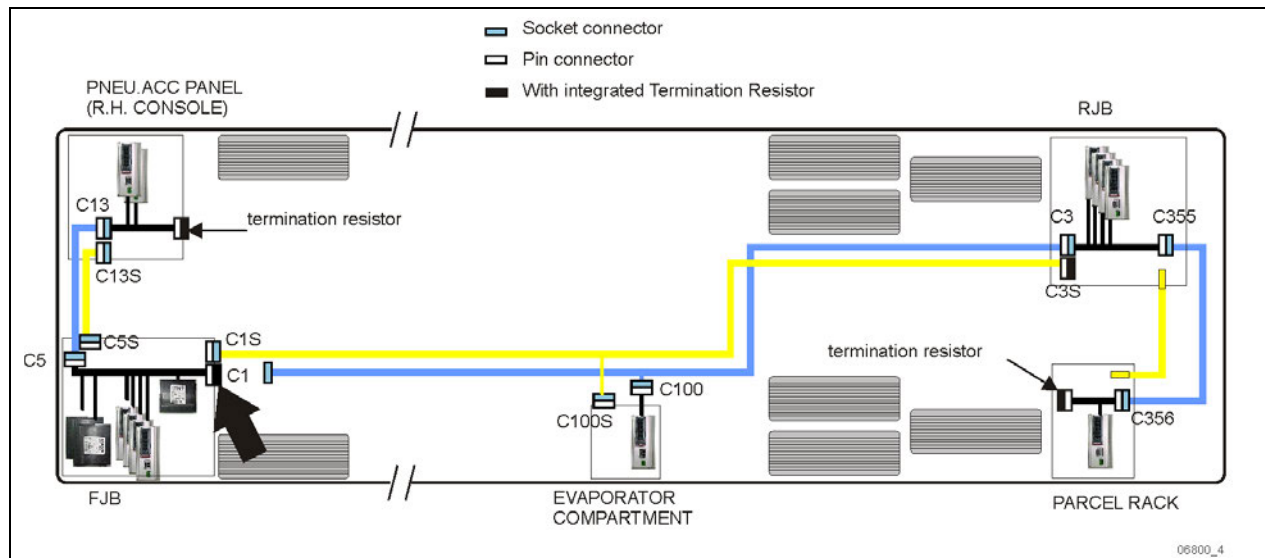 Socket connector
Pin connector
With integrated Termination Resistor
PNEU.ACC PANEL
(R.H. CONSOLE)
RJB
C13
termination resistor
C3
C355
C13S
C3S
C5
C5S
C1S
C1
termination resistor
C100
C100S
C356
FJB
EVAPORATOR
COMPARTMENT
PARCEL RACK
06800_4